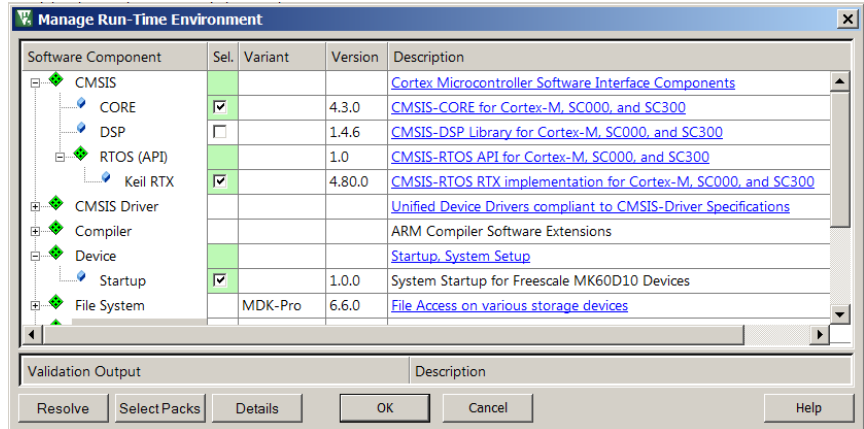 Manage Run-Time Environment
Software Component Sel. Variant Version Description
CMSIS Cortex Microcontroller Software Interface Components
CORE 4.3.0 CMSIS-CORE for Cortex-M, SC000, and SC300
DSP 1.4.6 CMSIS-DSP Library for Cortex-M, SC000, and SC300
RTOS (API) 1.0 CMSIS-RTOS API for Cortex-M, SC000, and SC300
Keil RTX 4.80.0 CMSIS-RTOS RTX implementation for Cortex-M, SC000, and SC300
CMSIS Driver Unified Device Drivers compliant to CMSIS-Driver Specifications
Compiler ARM Compiler Software Extensions
Device Startup, System Setup
Startup 1.0.0 System Startup for Freescale MK60D10 Devices
File System MDK-Pro 6.6.0 File Access on various storage devices
Validation Output Description
Resolve Select Packs Details OK Cancel Help